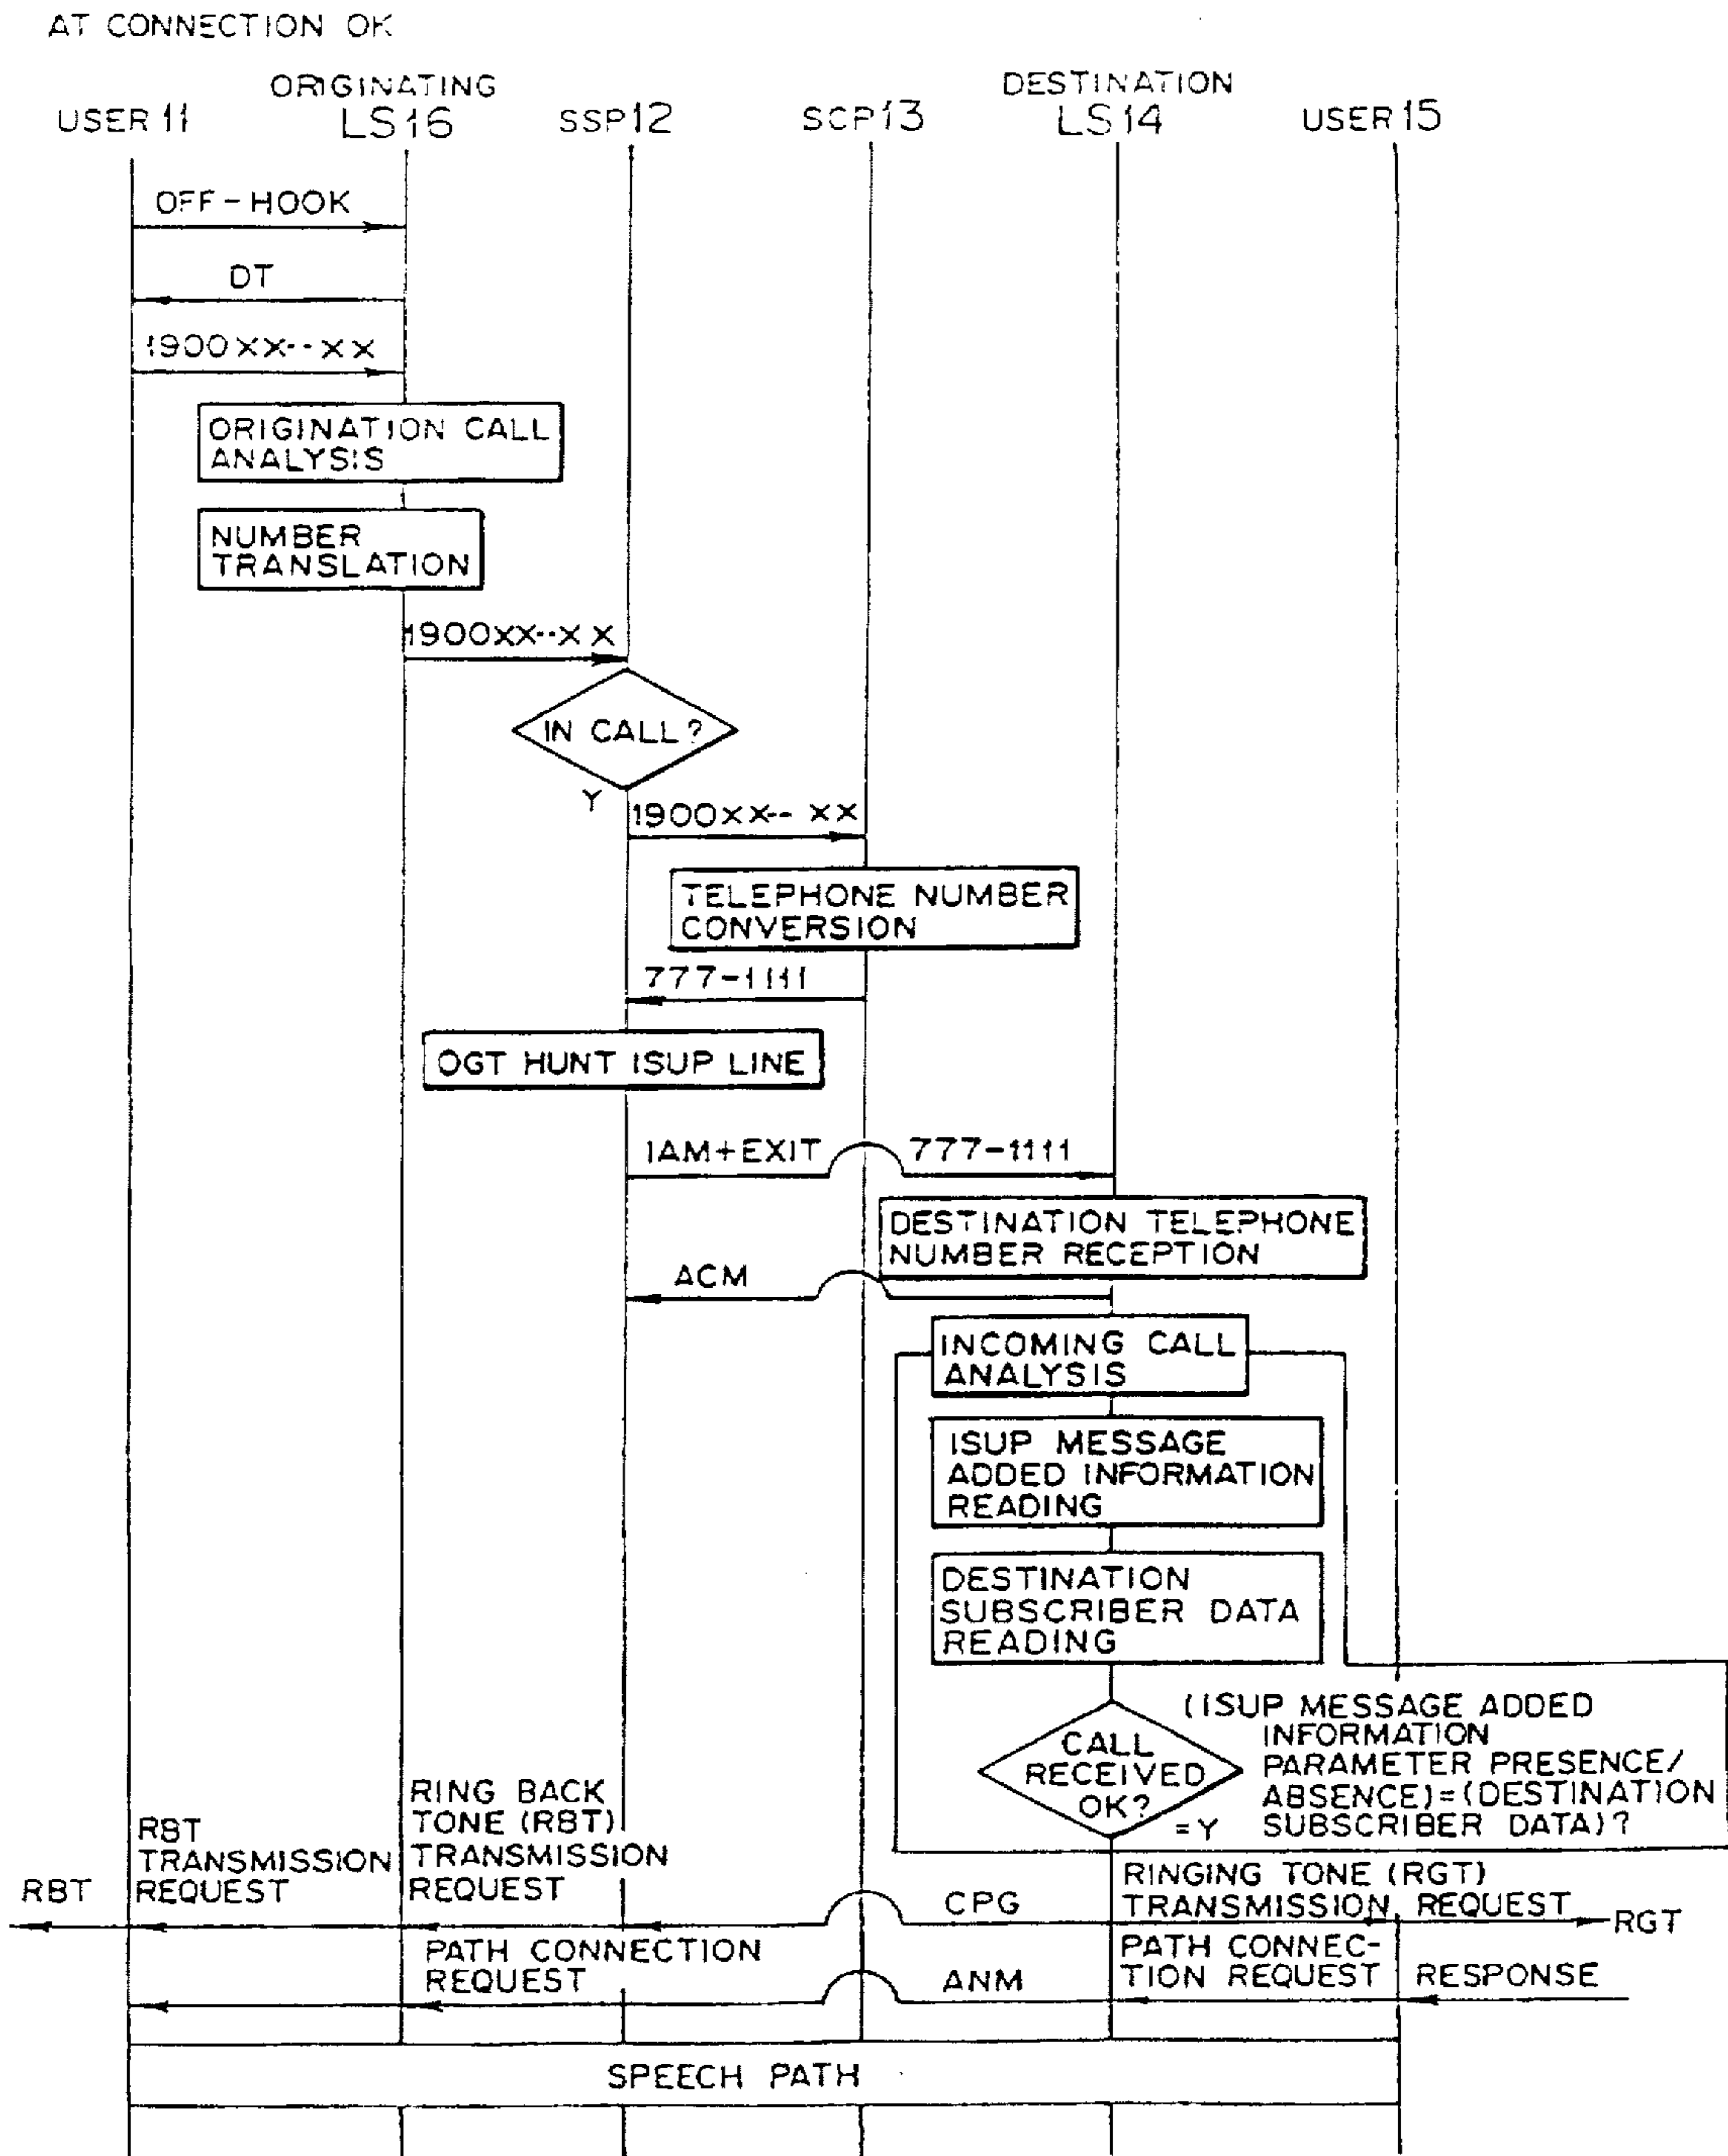 AT CONNECTION OK
ORIGINATING
DESTINATION
USER 11
LS16
SSP12
SCP13
LS14
USER 15
OFF-HOOK
DT
1900XX--XX
ORIGINATION CALL
ANALYSIS
NUMBER
TRANSLATION
1900XX--XX
IN CALL?
Y
1900XX--XX
TELEPHONE NUMBER
CONVERSION
777-1111
OGT HUNT ISUP LINE
IAM+EXIT
777-1111
DESTINATION TELEPHONE
NUMBER RECEPTION
ACM
INCOMING CALL
ANALYSIS
ISUP MESSAGE
ADDED INFORMATION
READING
DESTINATION
SUBSCRIBER DATA
READING
CALL
RECEIVED
OK?
=Y
(ISUP MESSAGE ADDED
INFORMATION
PARAMETER PRESENCE/
ABSENCE)=(DESTINATION
SUBSCRIBER DATA)?
RBT
RBT
TRANSMISSION
REQUEST
RING BACK
TONE (RBT)
TRANSMISSION
REQUEST
CPG
RINGING TONE (RGT)
TRANSMISSION REQUEST
RGT
PATH CONNECTION
REQUEST
ANM
PATH CONNEC-
TION REQUEST
RESPONSE
SPEECH PATH